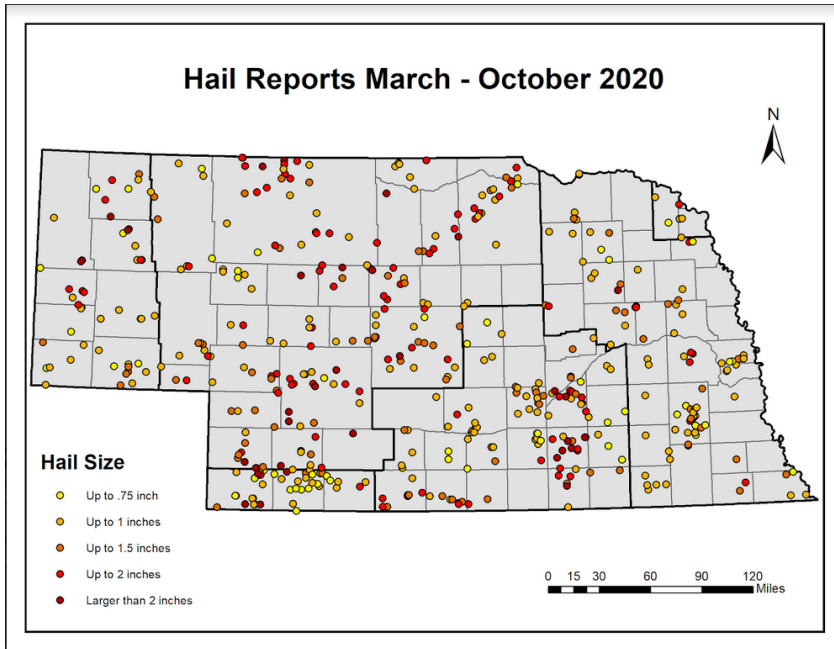 Hail Reports March - October 2020
N
Hail Size
Up to .75 inch
Up to 1 inches
Up to 1.5 inches
Up to 2 inches
Larger than 2 inches
0 15 30 60 90 120
Miles